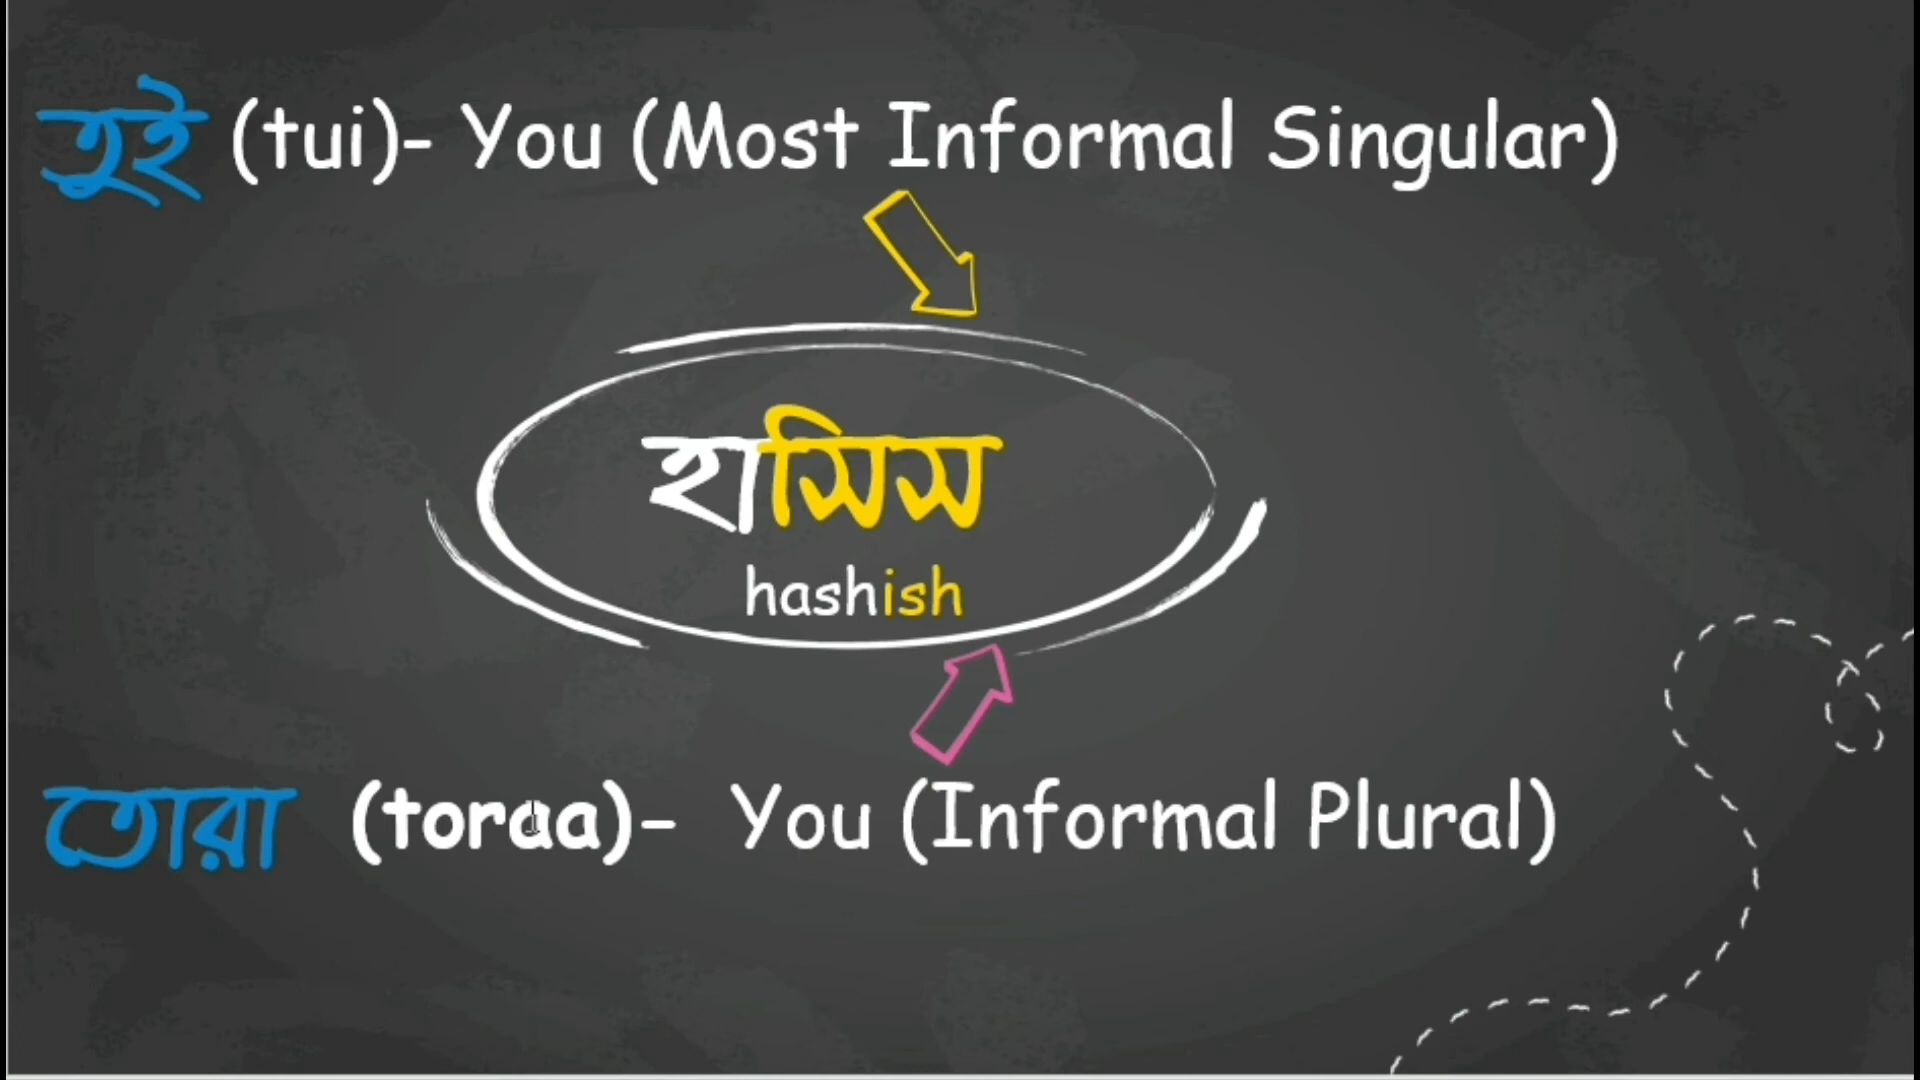 তুই (tui)- You (Most Informal Singular)
হাসিস
hashish
তোরা (toraa)- You (Informal Plural)